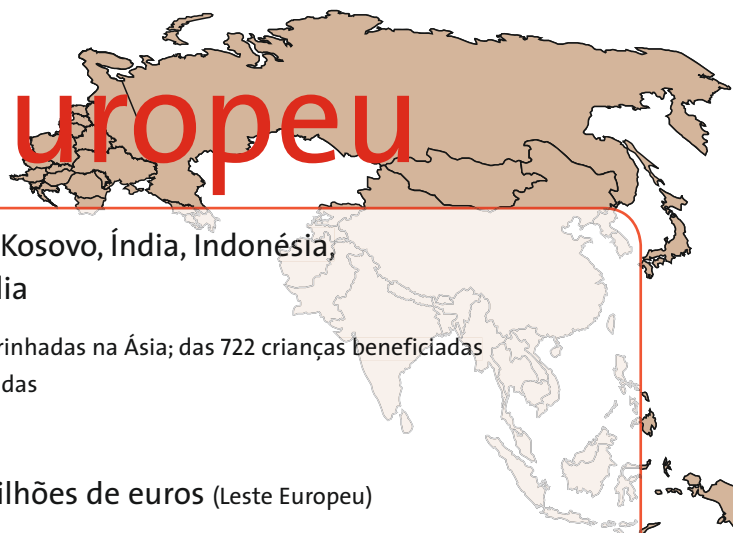 uropeu
Kosovo, Índia, Indonésia,
lia
rinhadas na Ásia; das 722 crianças beneficiadas
das
ilhões de euros (Leste Europeu)